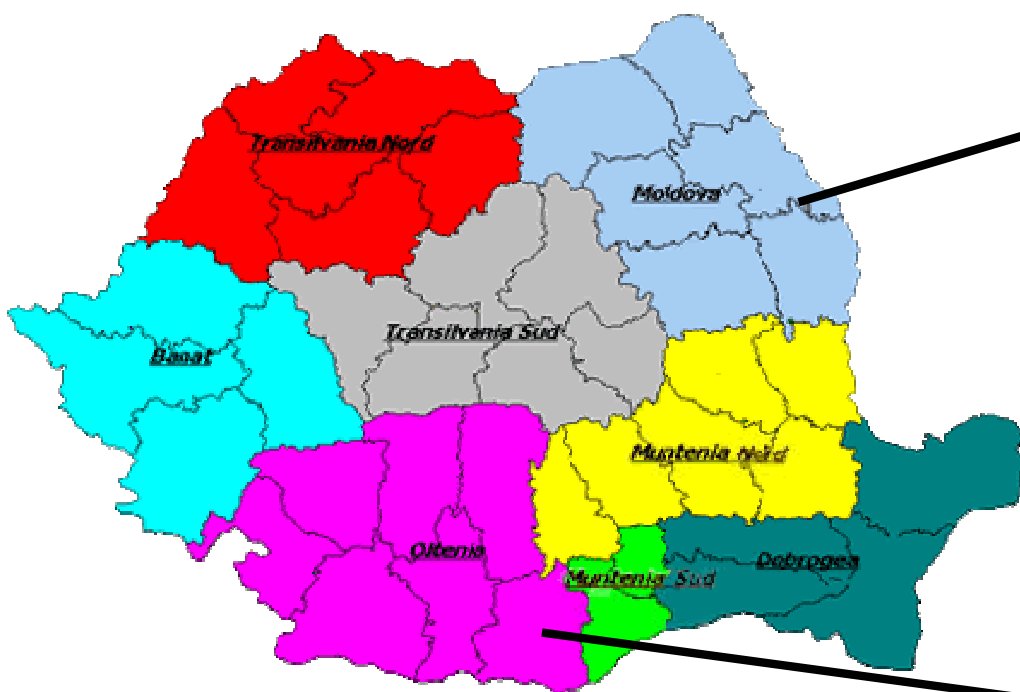 Transilvania Nord
Moldova
Transilvania Sud
Banat
Muntenia Nord
Oltenia
Dobrogea
Muntenia Sud